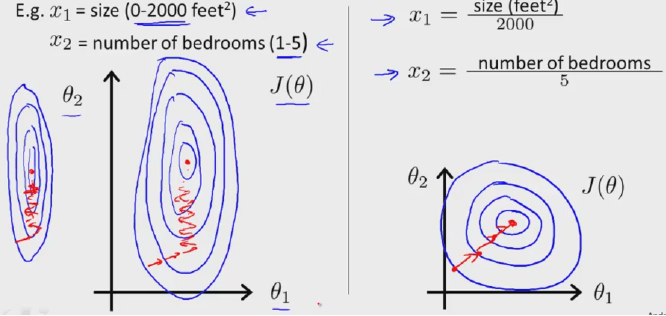 E.g. x₁ = size (0-2000 feet²)
x₂ = number of bedrooms (1-5)
θ₂
J(θ)
θ₁
x₁ = size (feet²) / 2000
x₂ = number of bedrooms / 5
θ₂
J(θ)
θ₁